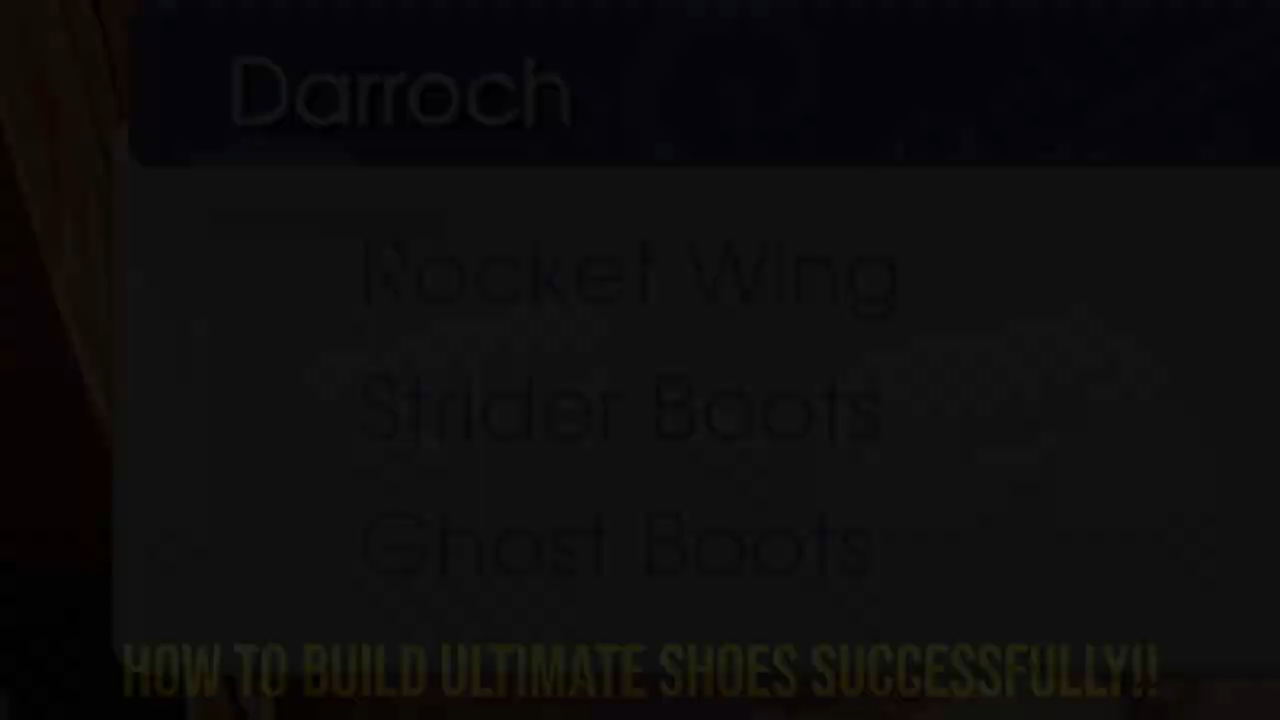 Darroch
Rocket Wing
Strider Boots
Ghost Boots
HOW TO BUILD ULTIMATE SHOES SUCCESSFULLY!!